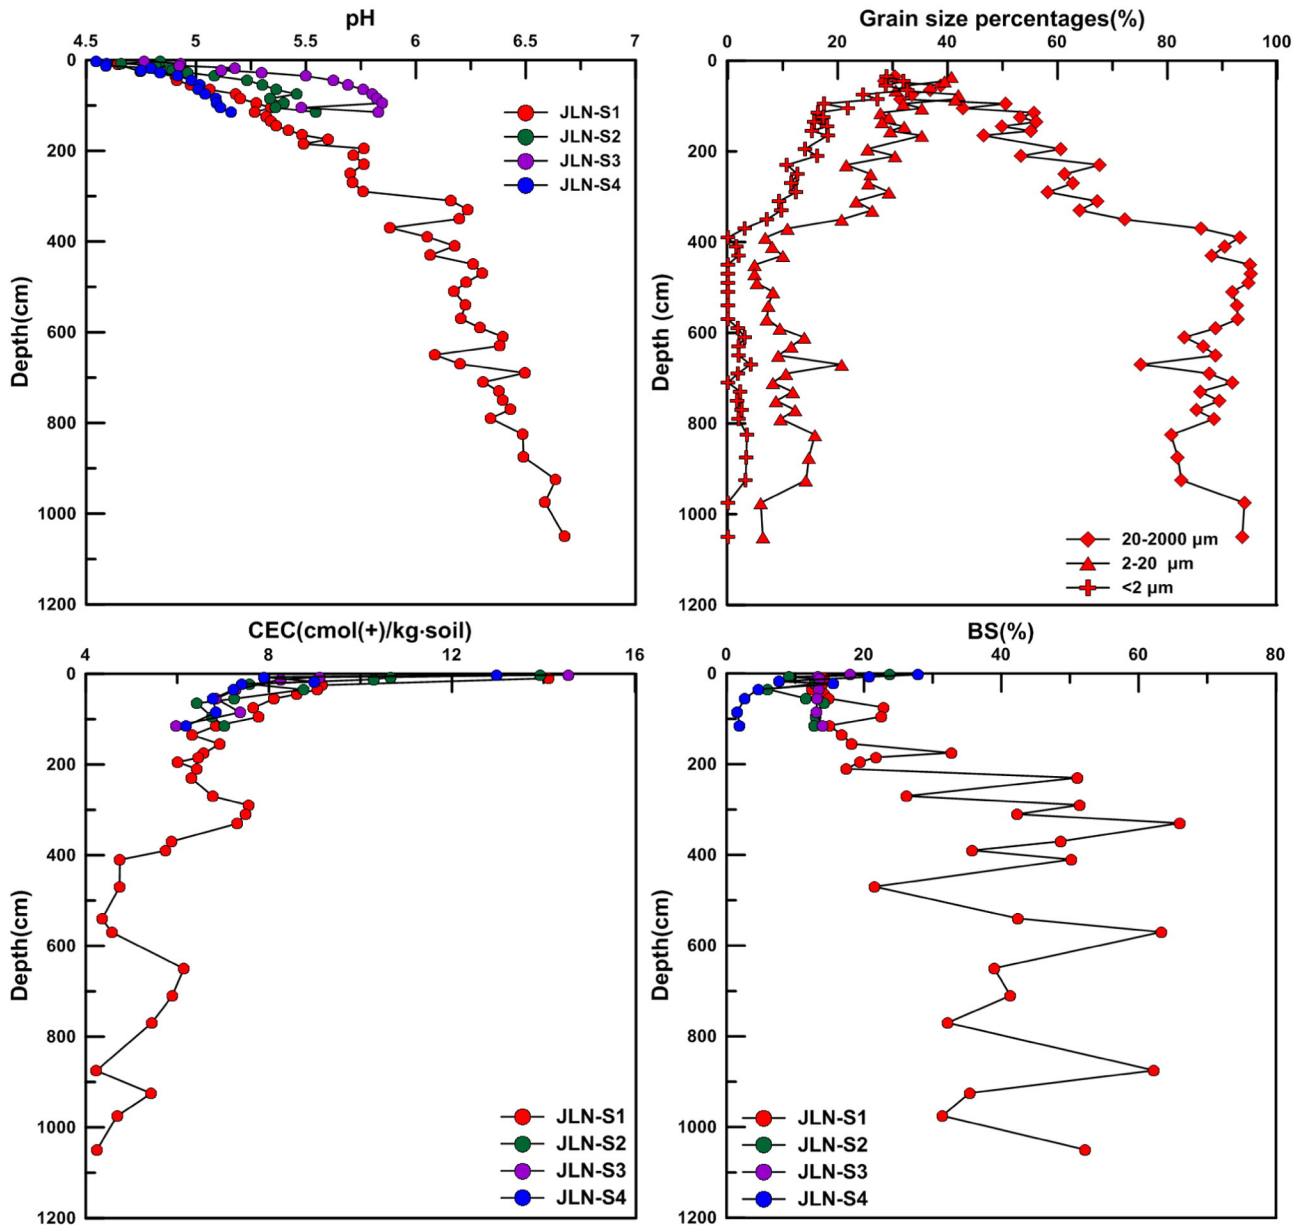 pH
4.5 5 5.5 6 6.5 7
0
200
400
600
800
1000
1200
Depth(cm)
JLN-S1
JLN-S2
JLN-S3
JLN-S4
Grain size percentages(%)
0 20 40 60 80 100
0
200
400
600
800
1000
1200
Depth (cm)
20-2000 µm
2-20 µm
<2 µm
CEC(cmol(+)/kg·soil)
4 8 12 16
0
200
400
600
800
1000
1200
Depth(cm)
JLN-S1
JLN-S2
JLN-S3
JLN-S4
BS(%)
0 20 40 60 80
0
200
400
600
800
1000
1200
Depth(cm)
JLN-S1
JLN-S2
JLN-S3
JLN-S4